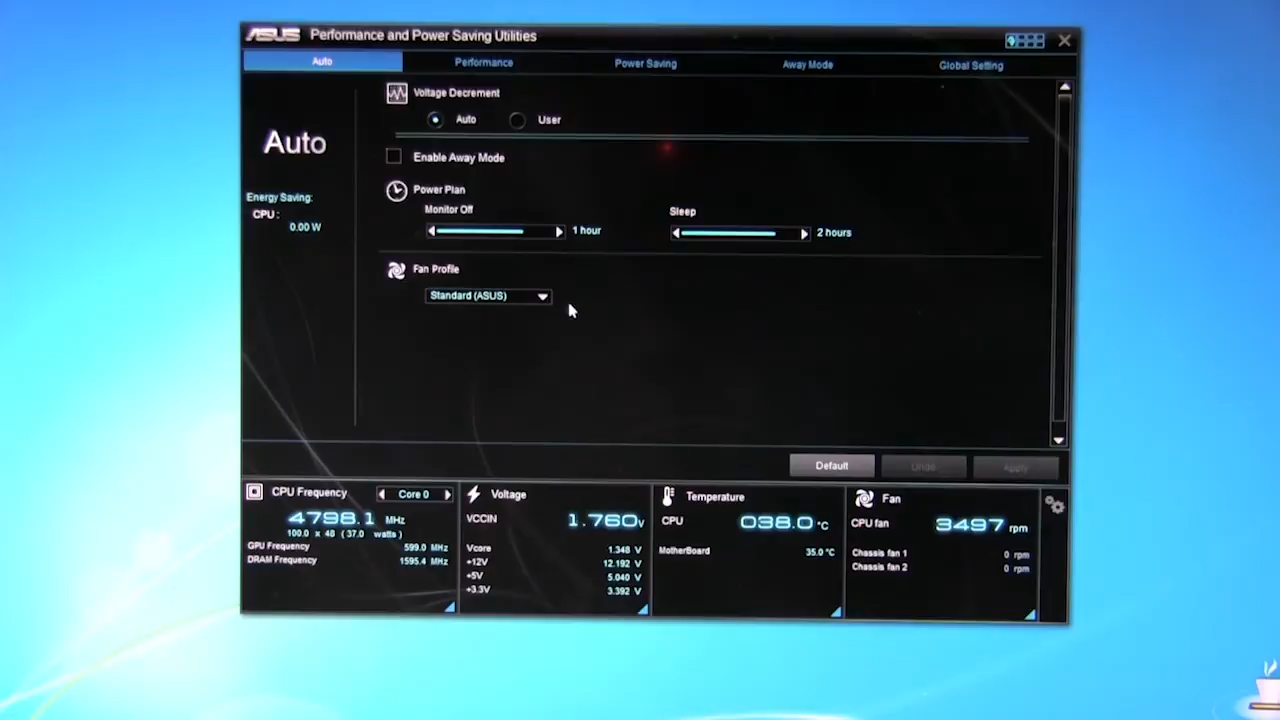 ASUS Performance and Power Saving Utilities
Auto Performance Power Saving Away Mode Global Setting
Voltage Decrement
Auto User
Auto
Enable Away Mode
Power Plan
Energy Saving:
Monitor Off Sleep
CPU :
0.00 W
1 hour 2 hours
Fan Profile
Standard (ASUS)
Default Undo Apply
CPU Frequency Core 0
4798.1 MHz
100.0 x 48 ( 37.0 watts )
GPU Frequency 599.0 MHz
DRAM Frequency 1595.4 MHz
Voltage
VCCIN 1.760v
Vcore 1.348 V
+12V 12.192 V
+5V 5.040 V
+3.3V 3.392 V
Temperature
CPU 038.0 °C
MotherBoard 35.0 °C
Fan
CPU fan 3497 rpm
Chassis fan 1 0 rpm
Chassis fan 2 0 rpm